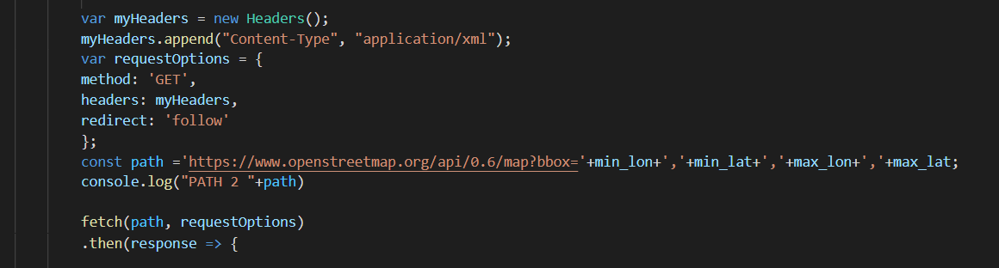 var myHeaders = new Headers();
myHeaders.append("Content-Type", "application/xml");
var requestOptions = {
method: 'GET',
headers: myHeaders,
redirect: 'follow'
};
const path ='https://www.openstreetmap.org/api/0.6/map?bbox='+min_lon+','+min_lat+','+max_lon+','+max_lat;
console.log("PATH 2 "+path)
fetch(path, requestOptions)
.then(response => {